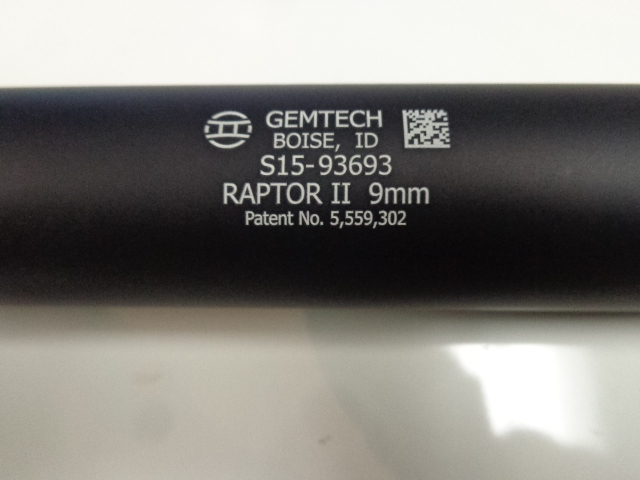 GEMTECH
BOISE, ID
S15-93693
RAPTOR II 9mm
Patent No. 5,559,302